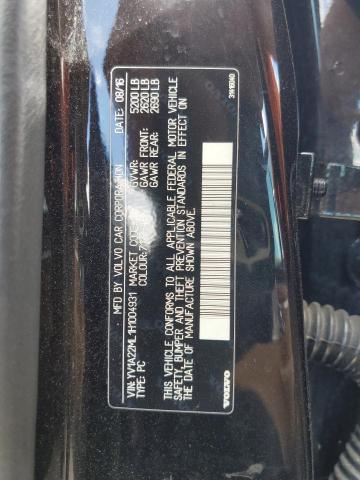 MFD BY VOLVO CAR CORPORATION 08/16
GVWR: 5200 LB
GAWR FRONT: 2620 LB
GAWR REAR: 2690 LB
VIN: YV1A22ML1H1004931
MARKET CODE:
TYPE: PC COLOUR:
THIS VEHICLE CONFORMS TO ALL APPLICABLE FEDERAL MOTOR VEHICLE
SAFETY, BUMPER, AND THEFT PREVENTION STANDARDS IN EFFECT ON
THE DATE OF MANUFACTURE SHOWN ABOVE.
VOLVO
31419340